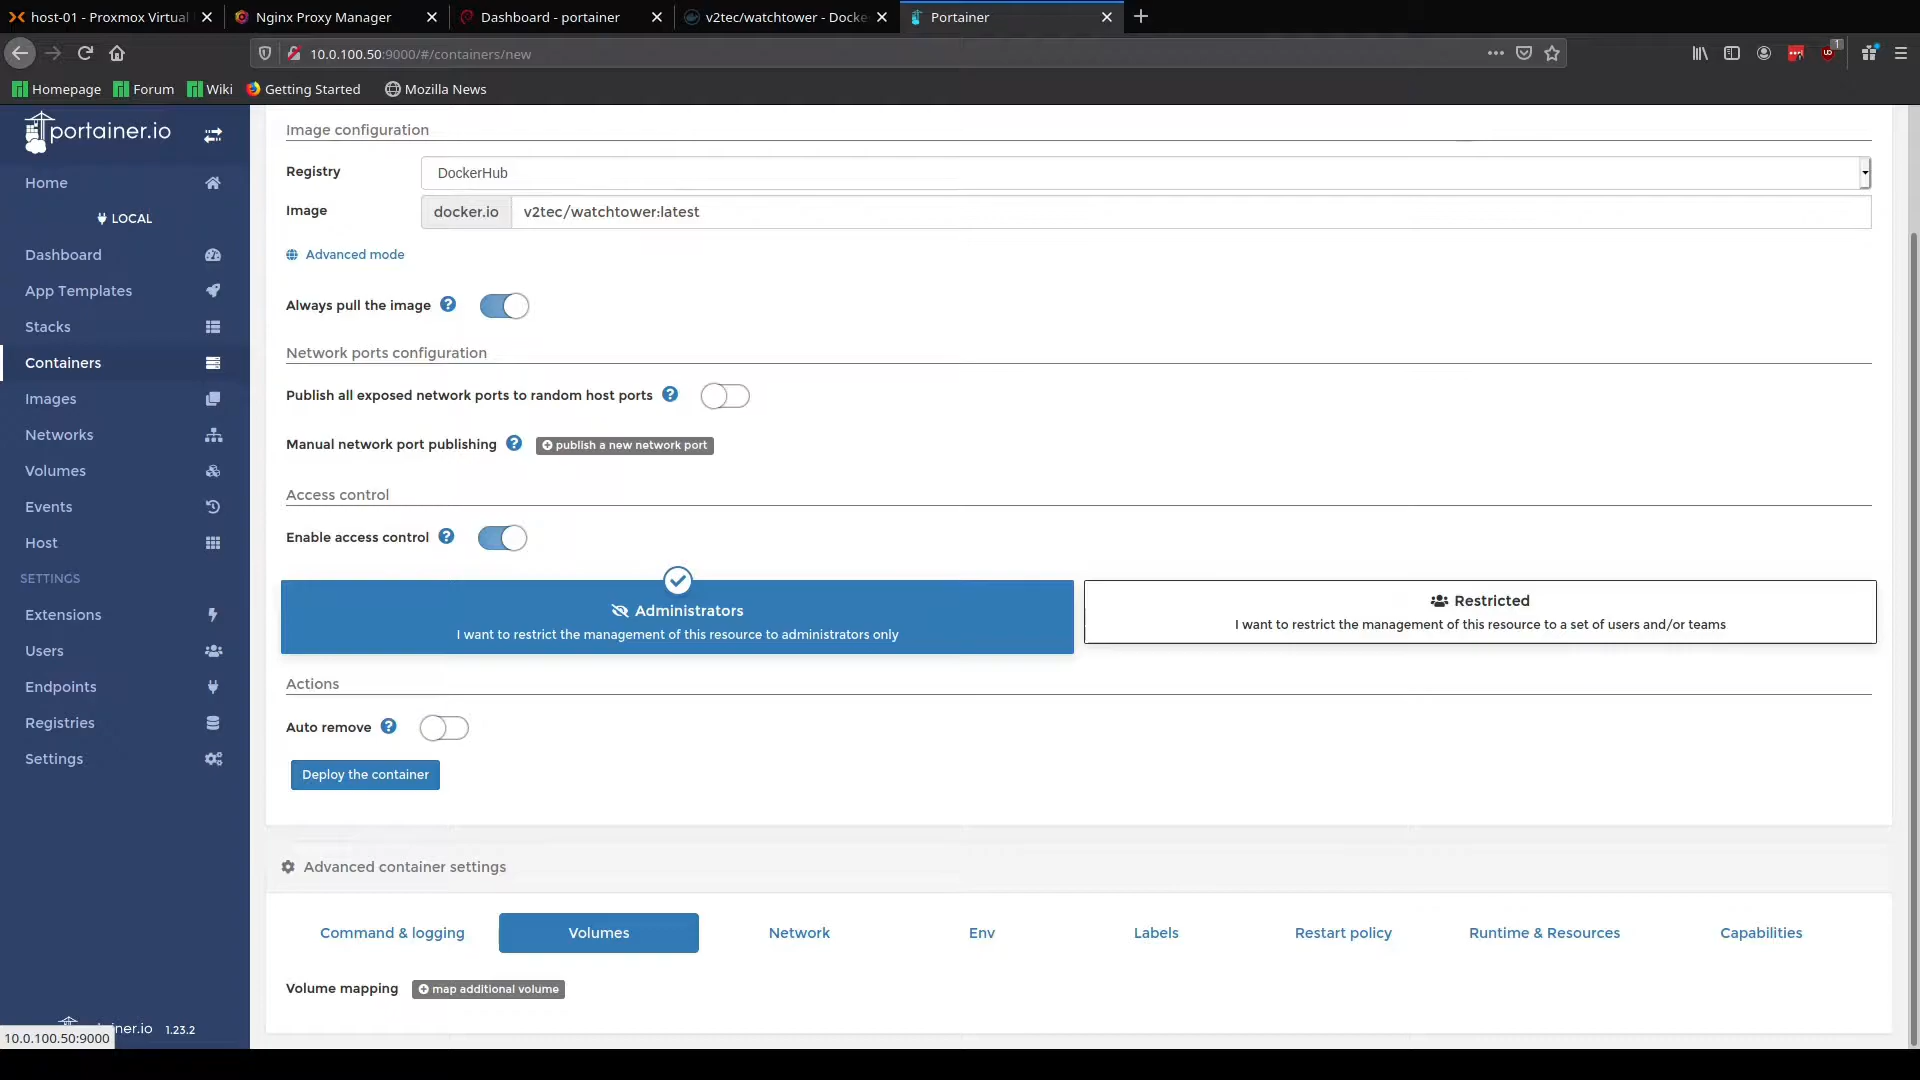 host-01 - Proxmox Virtual
Nginx Proxy Manager
Dashboard - portainer
v2tec/watchtower - Docke
Portainer
10.0.100.50:9000/#/containers/new
1
Homepage
Forum
Wiki
Getting Started
Mozilla News
portainer.io
Home
LOCAL
Dashboard
App Templates
Stacks
Containers
Images
Networks
Volumes
Events
Host
SETTINGS
Extensions
Users
Endpoints
Registries
Settings
iner.io 1.23.2
10.0.100.50:9000
Image configuration
Registry
DockerHub
Image
docker.io
v2tec/watchtower:latest
Advanced mode
Always pull the image
Network ports configuration
Publish all exposed network ports to random host ports
Manual network port publishing
publish a new network port
Access control
Enable access control
Administrators
I want to restrict the management of this resource to administrators only
Restricted
I want to restrict the management of this resource to a set of users and/or teams
Actions
Auto remove
Deploy the container
Advanced container settings
Command & logging
Volumes
Network
Env
Labels
Restart policy
Runtime & Resources
Capabilities
Volume mapping
map additional volume